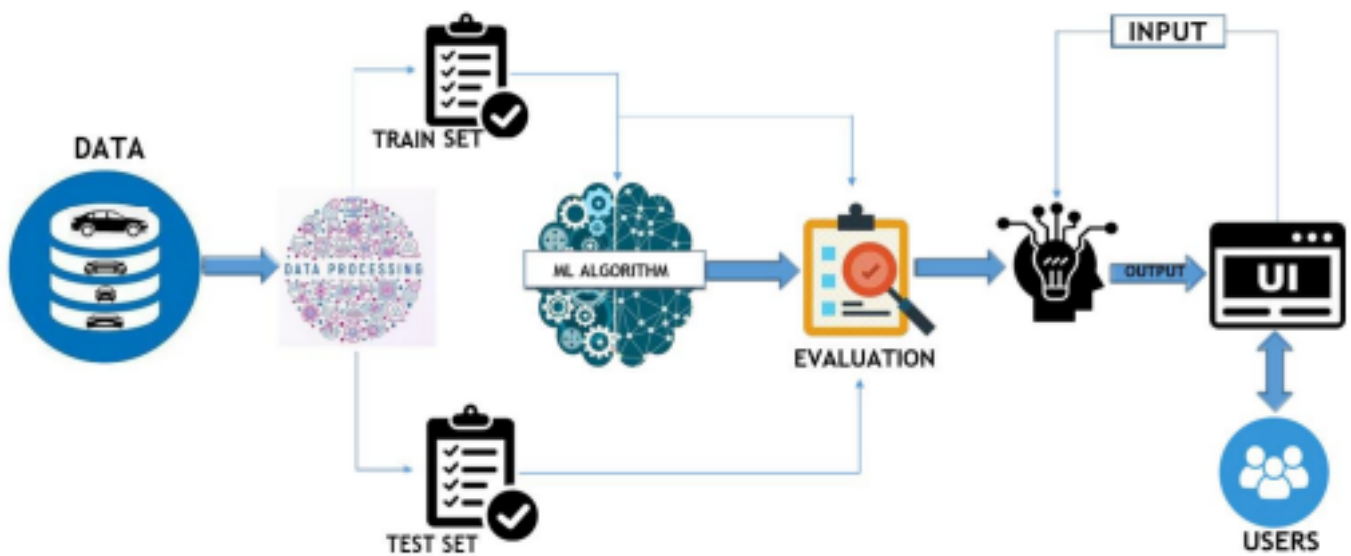 INPUT
TRAIN SET
DATA
DATA PROCESSING
ML ALGORITHM
OUTPUT
UI
EVALUATION
TEST SET
USERS